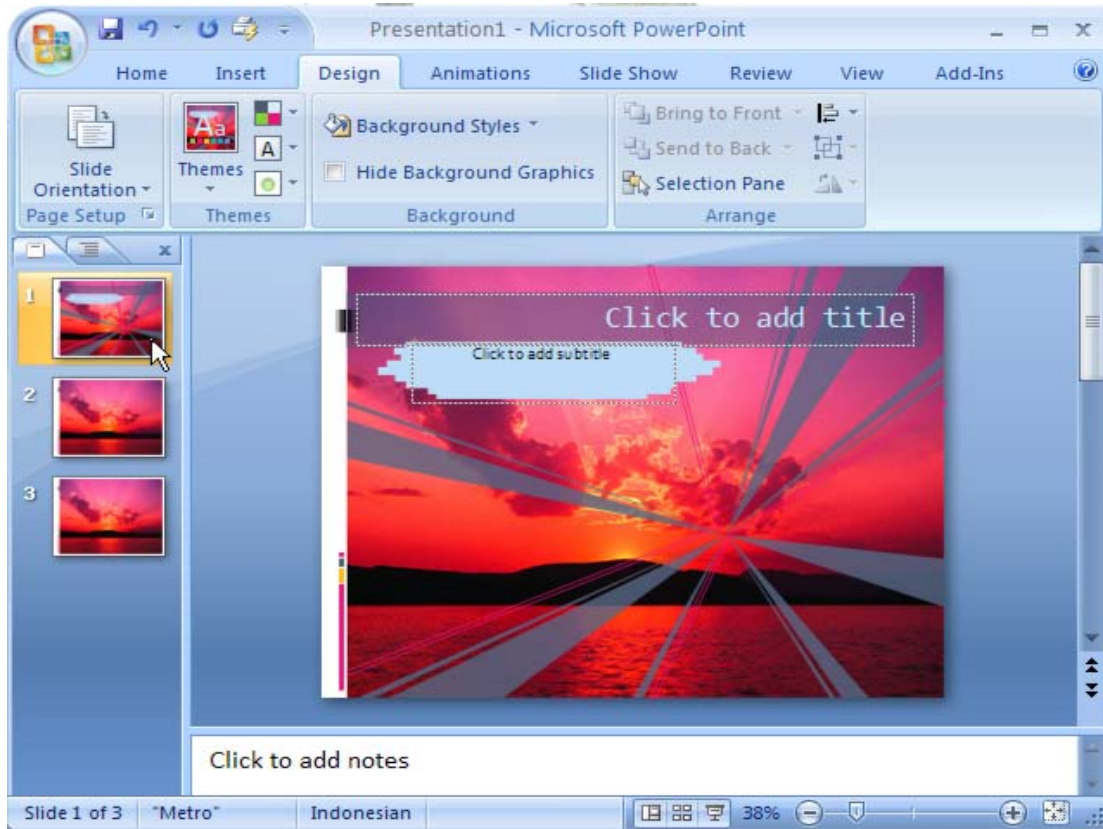 Presentation1 - Microsoft PowerPoint
Home Insert Design Animations Slide Show Review View Add-Ins
Slide Orientation
Page Setup
Aa
Themes
A
Themes
Background Styles
Hide Background Graphics
Background
Bring to Front
Send to Back
Selection Pane
Arrange
1
2
3
Click to add title
Click to add subtitle
Click to add notes
Slide 1 of 3 "Metro" Indonesian 38%